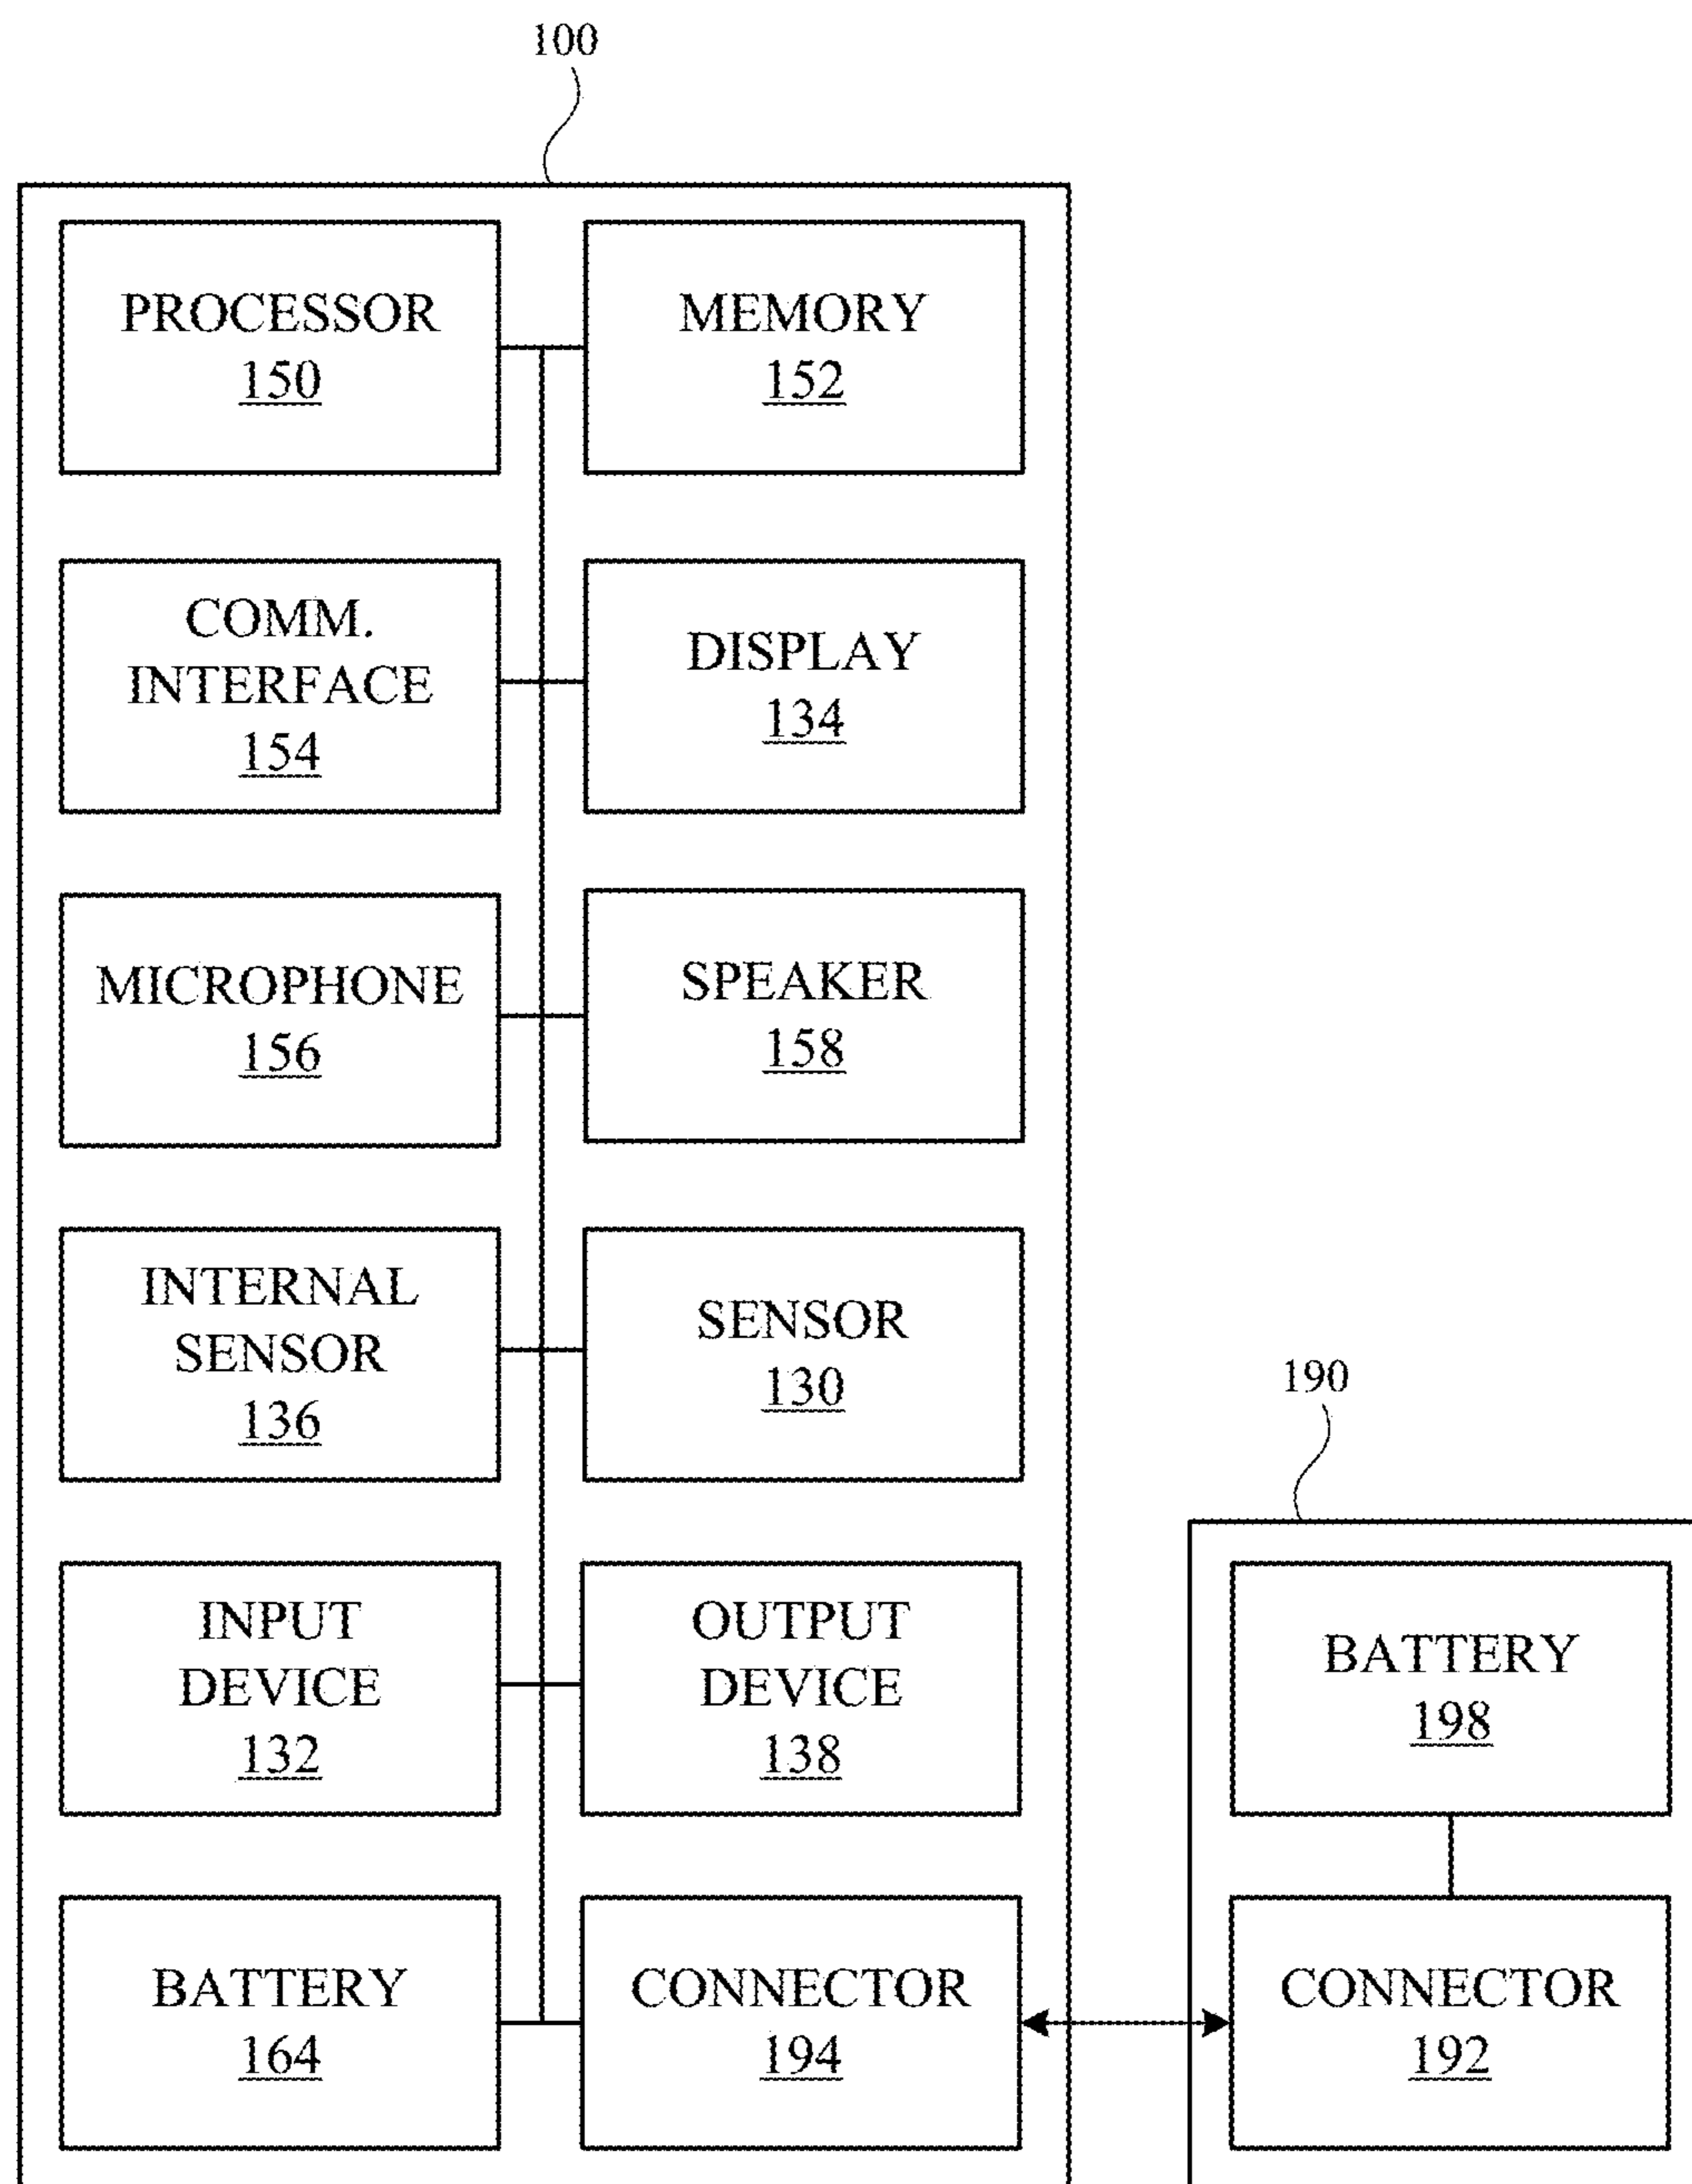 100
PROCESSOR
150
MEMORY
152
COMM.
INTERFACE
154
DISPLAY
134
MICROPHONE
156
SPEAKER
158
INTERNAL
SENSOR
136
SENSOR
130
190
INPUT
DEVICE
132
OUTPUT
DEVICE
138
BATTERY
198
BATTERY
164
CONNECTOR
194
CONNECTOR
192